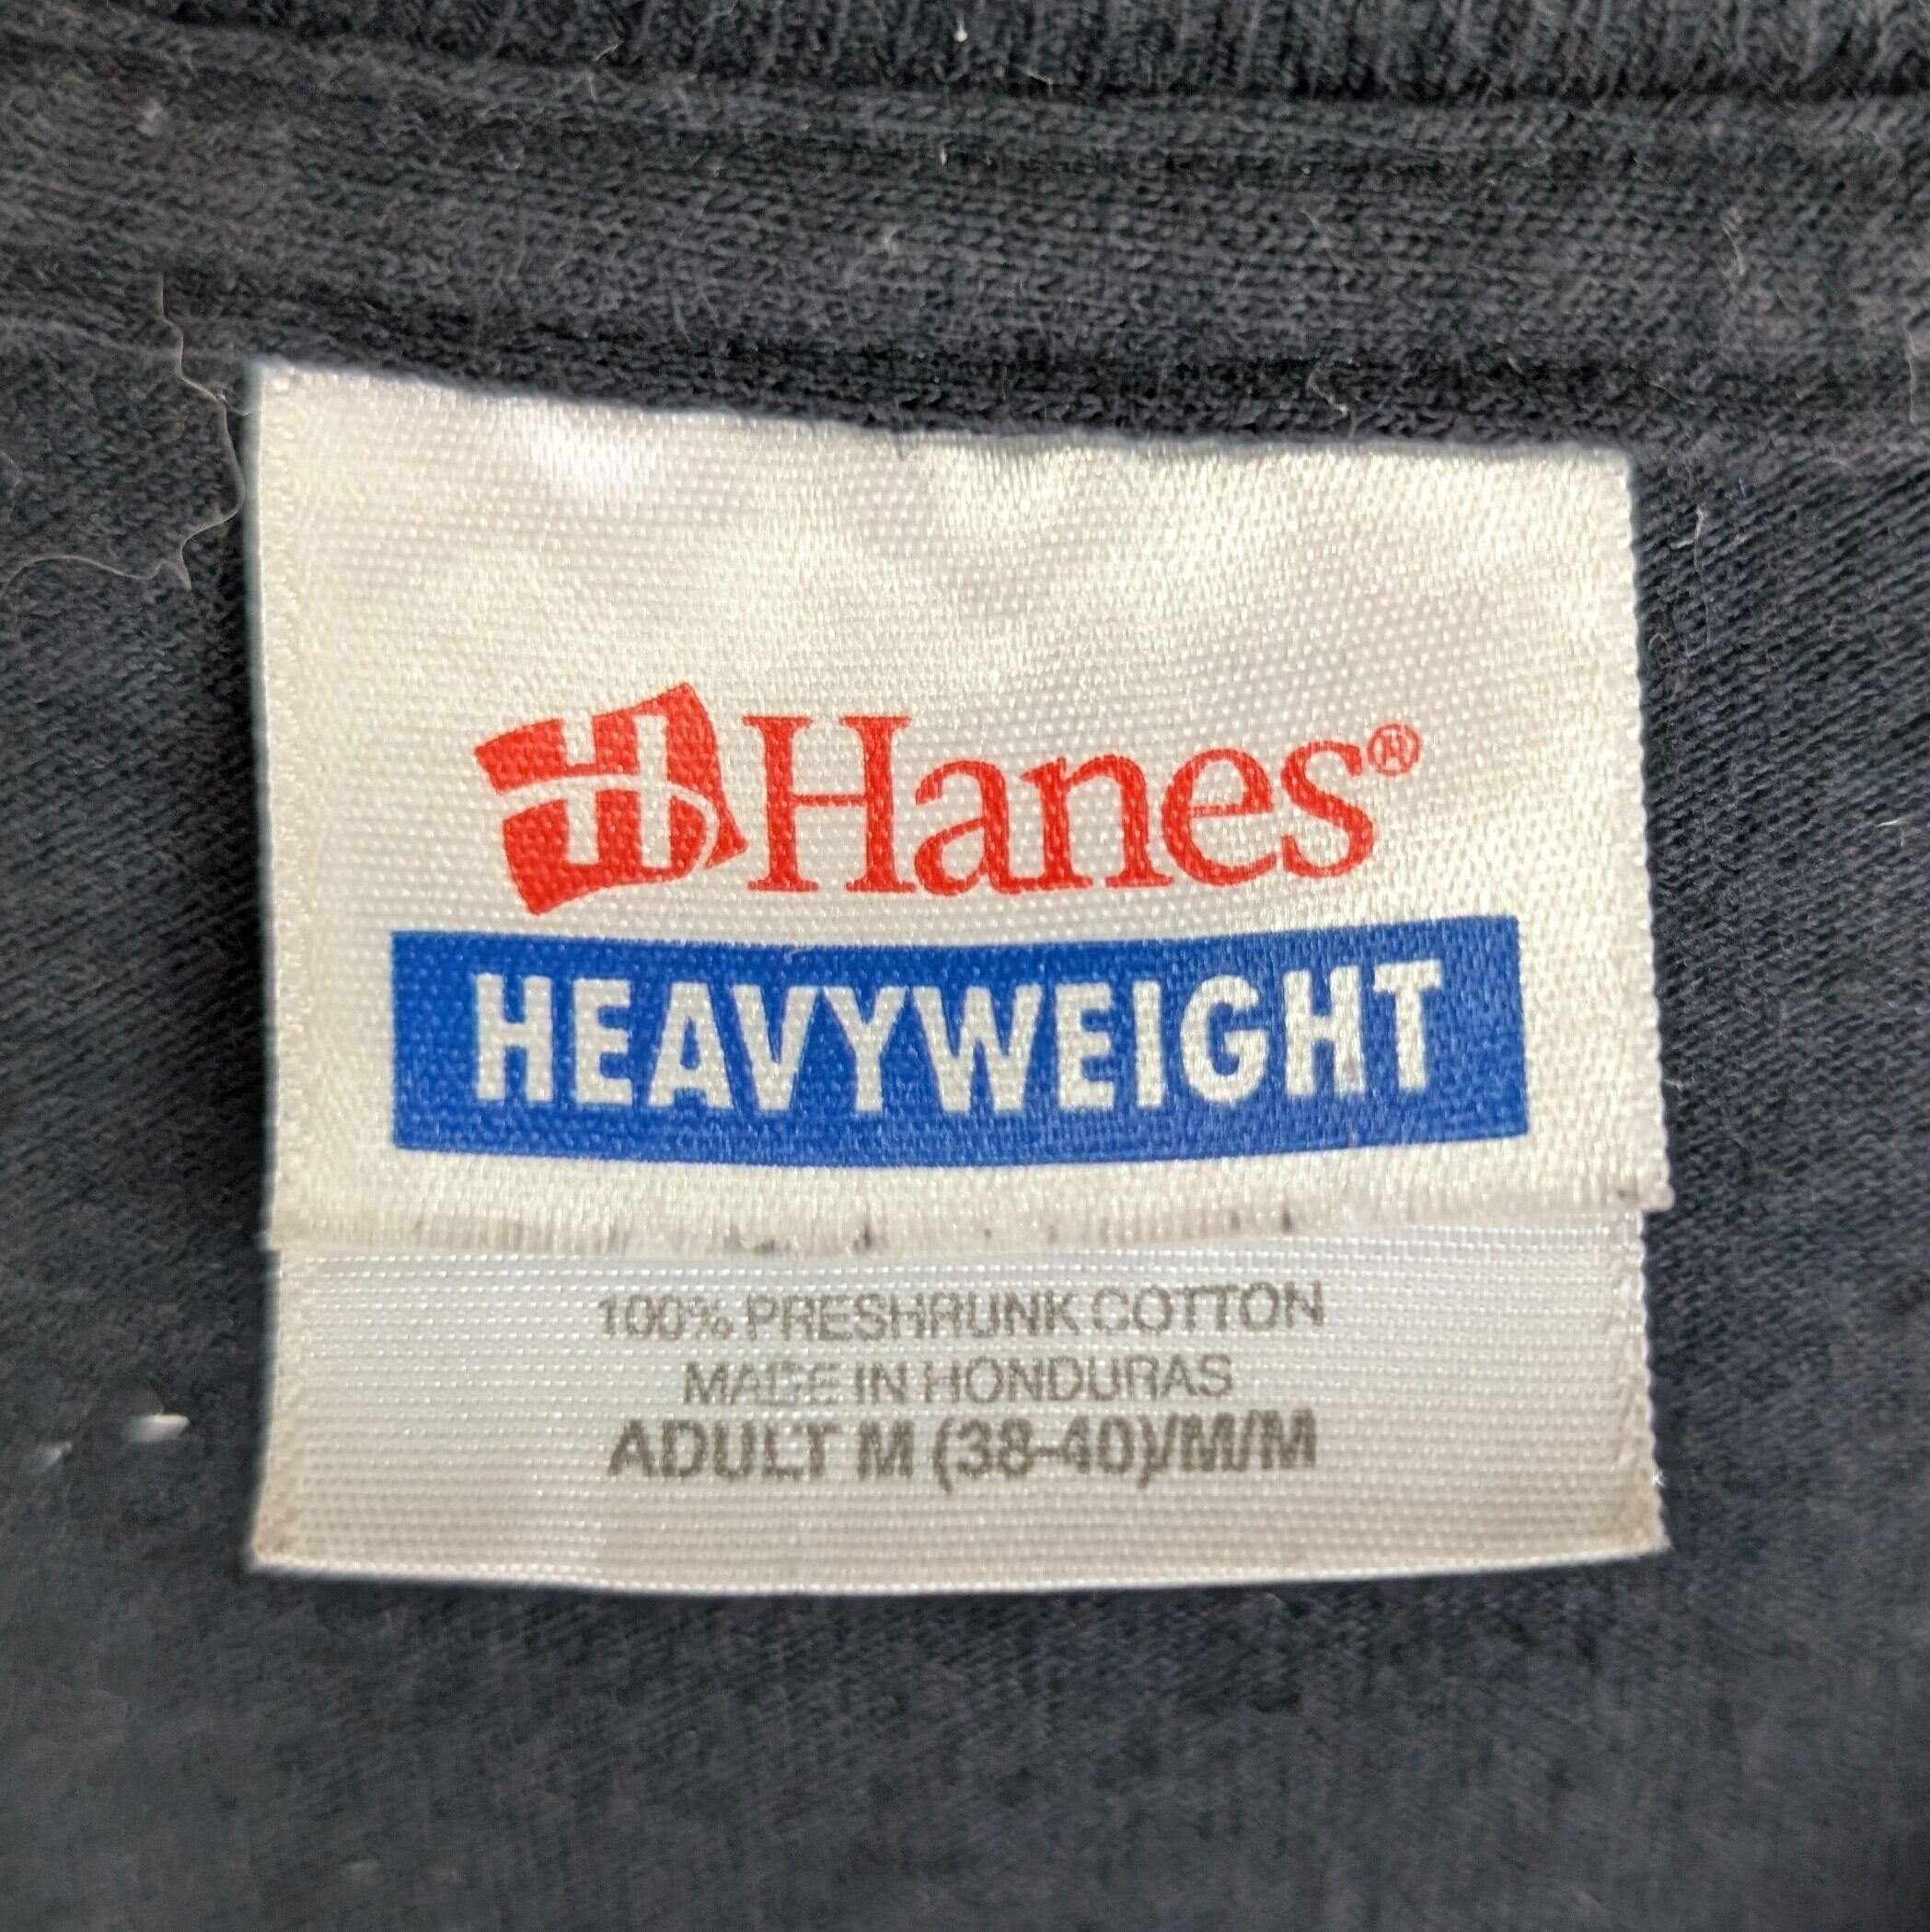 H Hanes®
HEAVYWEIGHT
100% PRESHRUNK COTTON
MADE IN HONDURAS
ADULT M (38-40)/M/M